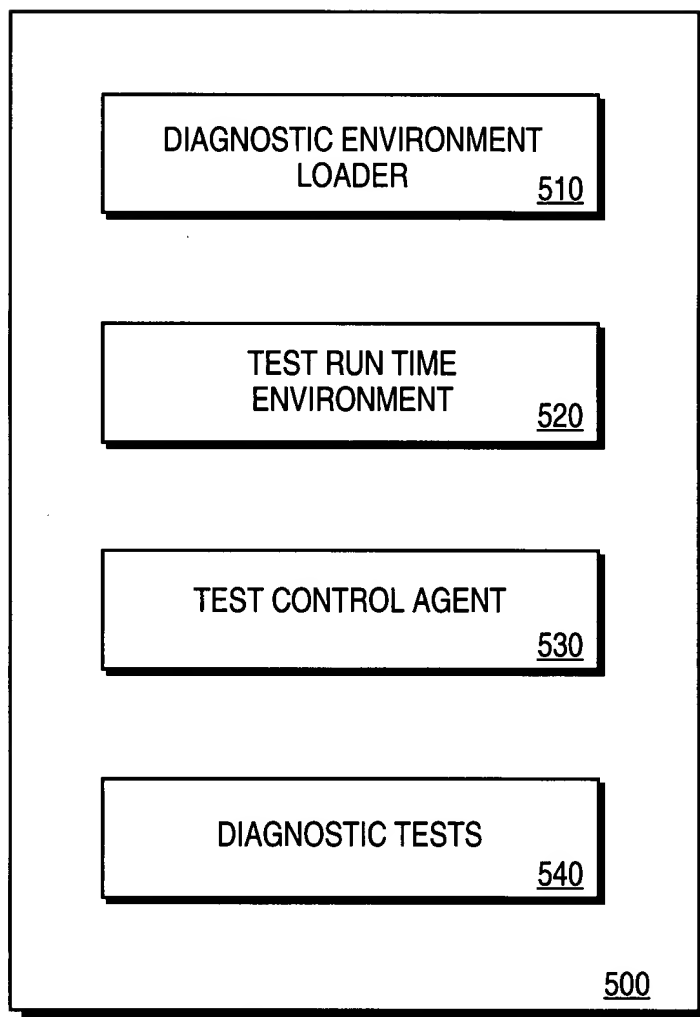 DIAGNOSTIC ENVIRONMENT
LOADER
510
TEST RUN TIME
ENVIRONMENT
520
TEST CONTROL AGENT
530
DIAGNOSTIC TESTS
540
500